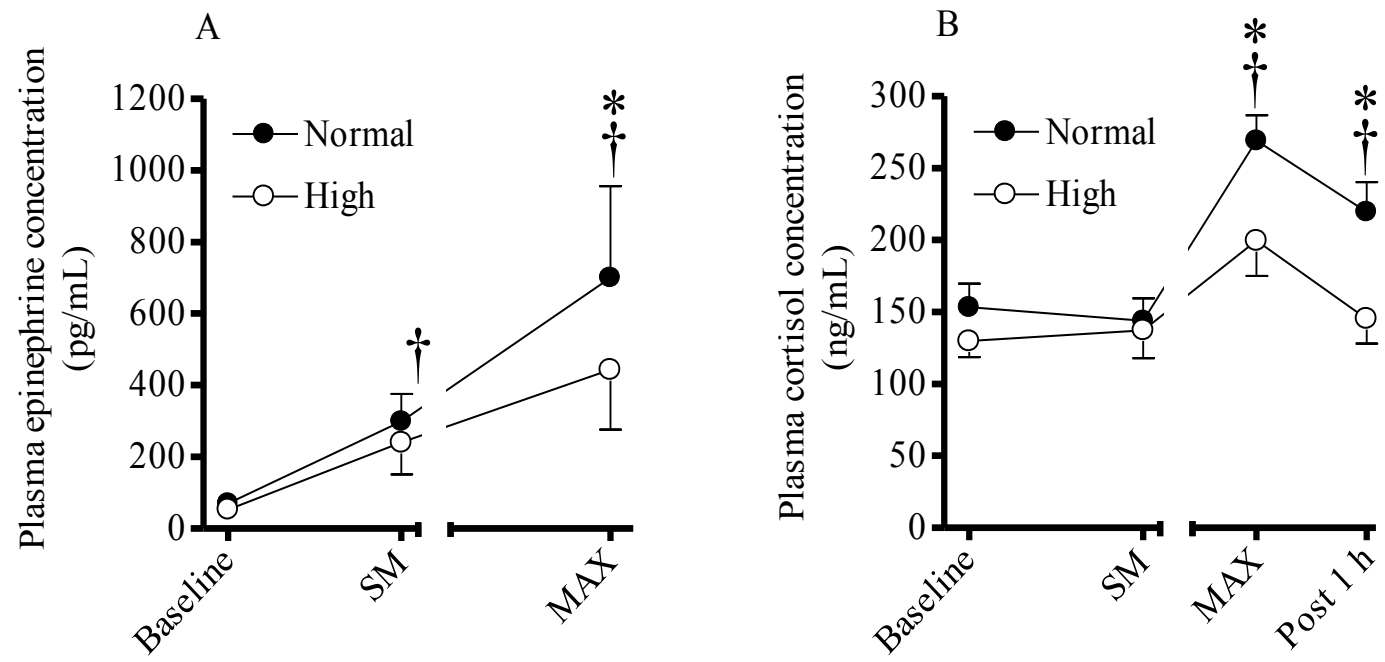 A
Plasma epinephrine concentration
(pg/mL)
1200
1000
800
600
400
200
0
Normal
High
†
*
†
Baseline
SM
MAX
B
Plasma cortisol concentration
(ng/mL)
300
250
200
150
100
50
0
Normal
High
*
†
*
†
Baseline
SM
MAX
Post 1 h